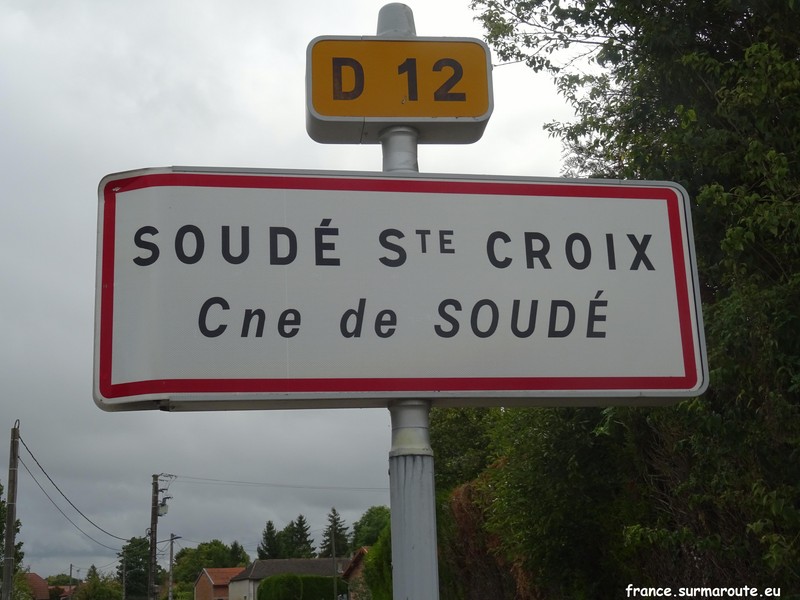 D 12
SOUDÉ STE CROIX
Cne de SOUDÉ
france.surmaroute.eu